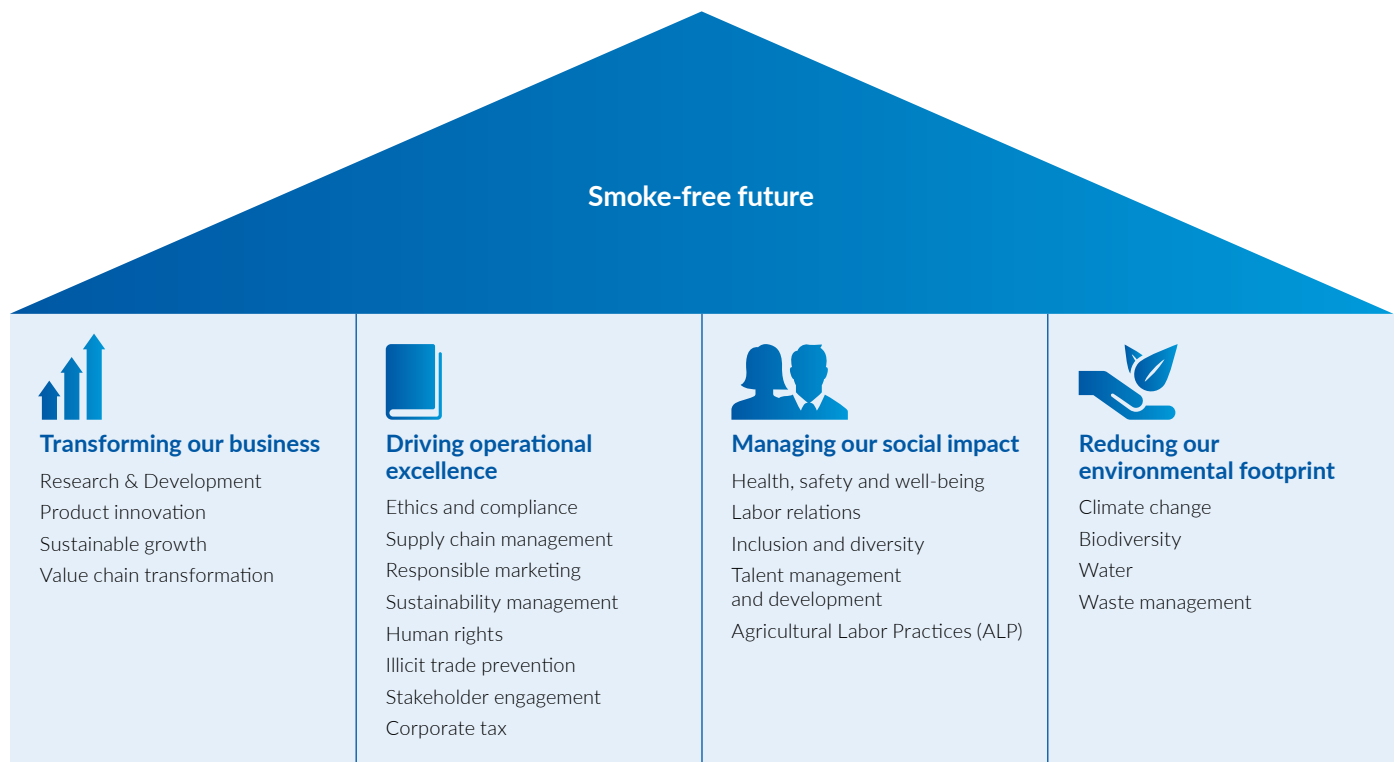 Smoke-free future
Transforming our business
Research & Development
Product innovation
Sustainable growth
Value chain transformation
Driving operational
excellence
Ethics and compliance
Supply chain management
Responsible marketing
Sustainability management
Human rights
Illicit trade prevention
Stakeholder engagement
Corporate tax
Managing our social impact
Health, safety and well-being
Labor relations
Inclusion and diversity
Talent management
and development
Agricultural Labor Practices (ALP)
Reducing our
environmental footprint
Climate change
Biodiversity
Water
Waste management